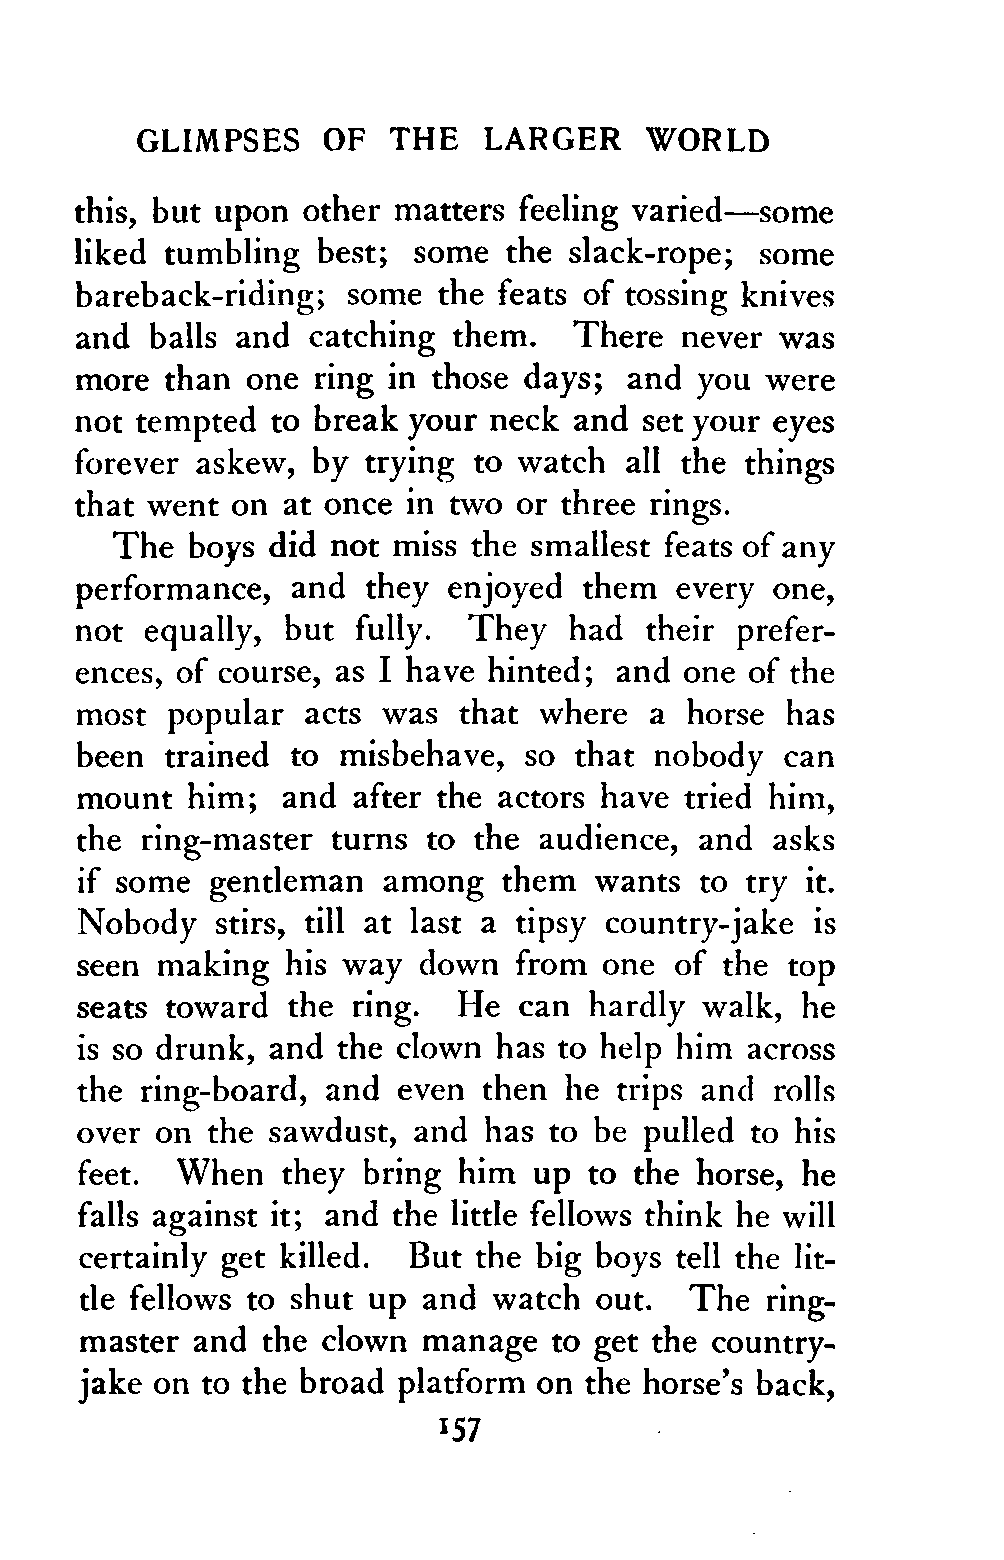 GLIMPSES OF THE LARGER WORLD
this, but upon other matters feeling varied—some
liked tumbling best; some the slack-rope; some
bareback-riding; some the feats of tossing knives
and balls and catching them. There never was
more than one ring in those days; and you were
not tempted to break your neck and set your eyes
forever askew, by trying to watch all the things
that went on at once in two or three rings.
The boys did not miss the smallest feats of any
performance, and they enjoyed them every one,
not equally, but fully. They had their prefer-
ences, of course, as I have hinted; and one of the
most popular acts was that where a horse has
been trained to misbehave, so that nobody can
mount him; and after the actors have tried him,
the ring-master turns to the audience, and asks
if some gentleman among them wants to try it.
Nobody stirs, till at last a tipsy country-jake is
seen making his way down from one of the top
seats toward the ring. He can hardly walk, he
is so drunk, and the clown has to help him across
the ring-board, and even then he trips and rolls
over on the sawdust, and has to be pulled to his
feet. When they bring him up to the horse, he
falls against it; and the little fellows think he will
certainly get killed. But the big boys tell the lit-
tle fellows to shut up and watch out. The ring-
master and the clown manage to get the country-
jake on to the broad platform on the horse's back,
157